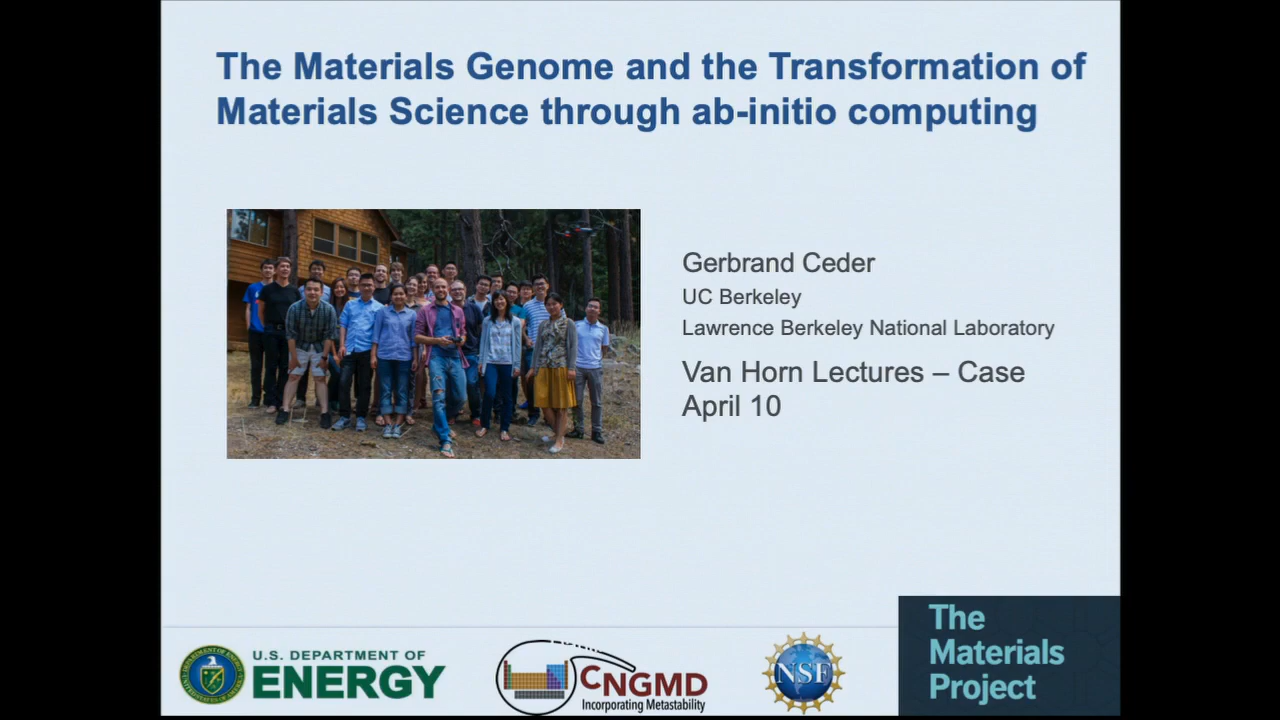 The Materials Genome and the Transformation of
Materials Science through ab-initio computing
Gerbrand Ceder
UC Berkeley
Lawrence Berkeley National Laboratory
Van Horn Lectures – Case
April 10
U.S. DEPARTMENT OF
ENERGY
CNGMD
Incorporating Metastability
NSF
The
Materials
Project